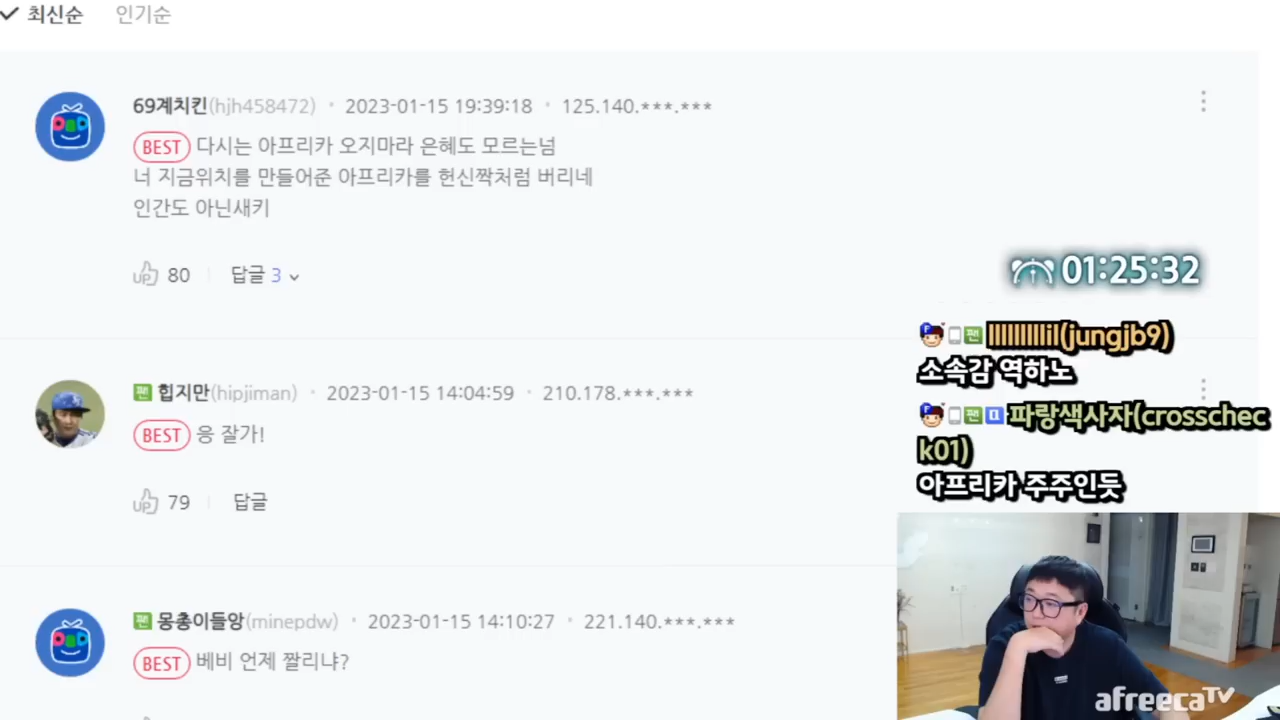 최신순 인기순
69계치킨(hjh458472) · 2023-01-15 19:39:18 · 125.140.***.***
BEST 다시는 아프리카 오지마라 은혜도 모르는넘
너 지금위치를 만들어준 아프리카를 헌신짝처럼 버리네
인간도 아닌새키
UP 80 답글 3
01:25:32
팬 lllllllllil(jungjb9)
소속감 역하노
팬 파랑색사자(crosschec
k01)
아프리카 주주인듯
팬 힙지만(hipjiman) · 2023-01-15 14:04:59 · 210.178.***.***
BEST 응 잘가!
UP 79 답글
팬 몽총이들앙(minepdw) · 2023-01-15 14:10:27 · 221.140.***.***
BEST 베비 언제 짤리냐?
afreecaTV